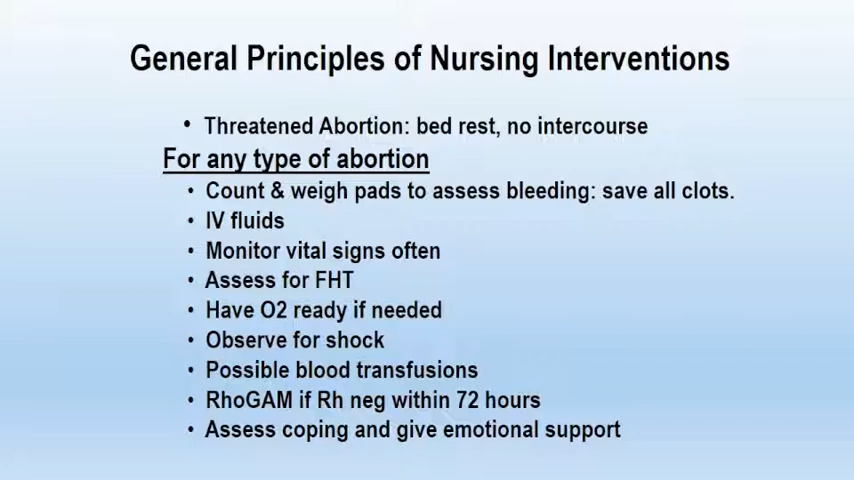 General Principles of Nursing Interventions
• Threatened Abortion: bed rest, no intercourse
For any type of abortion
• Count & weigh pads to assess bleeding: save all clots.
• IV fluids
• Monitor vital signs often
• Assess for FHT
• Have O2 ready if needed
• Observe for shock
• Possible blood transfusions
• RhoGAM if Rh neg within 72 hours
• Assess coping and give emotional support